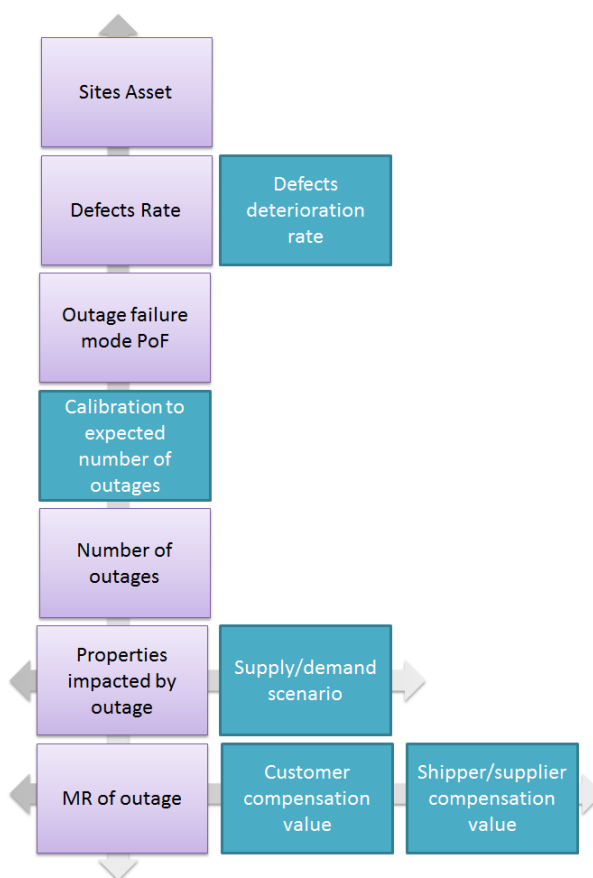 Sites Asset
Defects Rate
Defects
deterioration
rate
Outage failure
mode PoF
Calibration to
expected
number of
outages
Number of
outages
Properties
impacted by
outage
Supply/demand
scenario
MR of outage
Customer
compensation
value
Shipper/supplier
compensation
value